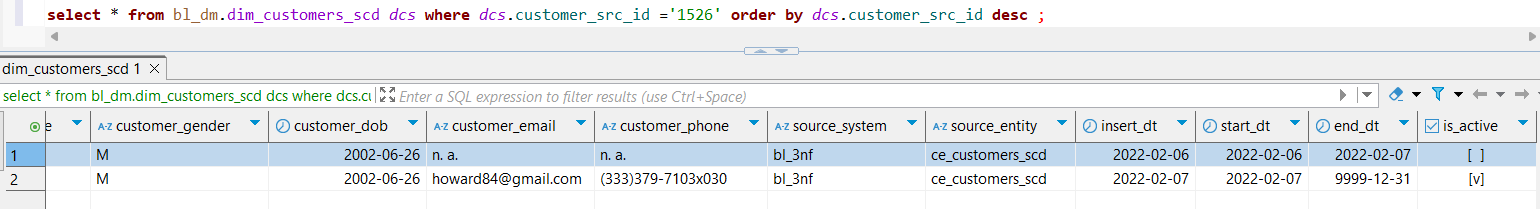 select * from bl_dm.dim_customers_scd dcs where dcs.customer_src_id ='1526' order by dcs.customer_src_id desc ;
dim_customers_scd 1
select * from bl_dm.dim_customers_scd dcs where dcs.cu Enter a SQL expression to filter results (use Ctrl+Space)
e A-Z customer_gender customer_dob A-Z customer_email A-Z customer_phone A-Z source_system A-Z source_entity insert_dt start_dt end_dt is_active
1 M 2002-06-26 n. a. n. a. bl_3nf ce_customers_scd 2022-02-06 2022-02-06 2022-02-07 [ ]
2 M 2002-06-26 howard84@gmail.com (333)379-7103x030 bl_3nf ce_customers_scd 2022-02-07 2022-02-07 9999-12-31 [v]